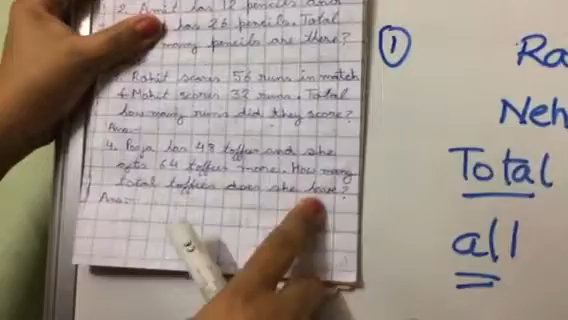 2. Amit has 12 pencils and
has 26 pencils. Total
many pencils are there?
Rohit scores 56 runs in match
& Mohit scores 32 runs. Total
how many runs did they score?
Ans:-
4. Pooja has 48 toffees and she
gets 64 toffees more. How many
total toffees does she have?
Ans:-
①
Ra
Neh
Total
all